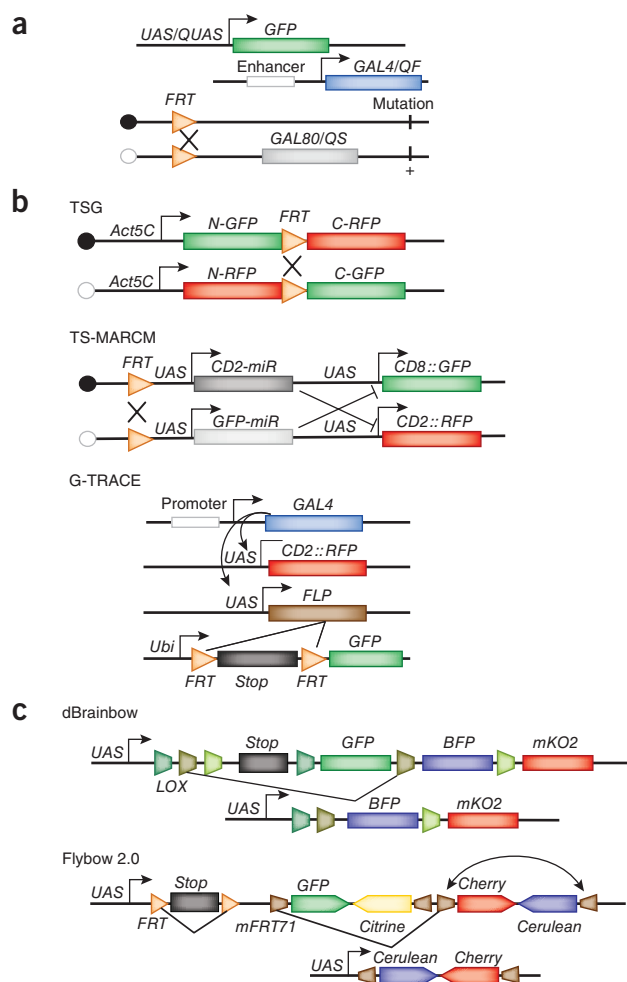 a
UAS/QUAS GFP
Enhancer GAL4/QF
FRT Mutation
GAL80/QS
+
b
TSG
Act5C N-GFP FRT C-RFP
Act5C N-RFP C-GFP
TS-MARCM
FRT UAS CD2-miR UAS CD8::GFP
UAS GFP-miR UAS CD2::RFP
G-TRACE
Promoter GAL4
UAS CD2::RFP
UAS FLP
Ubi GFP
FRT Stop FRT
c
dBrainbow
UAS Stop GFP BFP mKO2
LOX
UAS BFP mKO2
Flybow 2.0
UAS Stop GFP Cherry
FRT mFRT71 Citrine Cerulean
UAS Cerulean Cherry